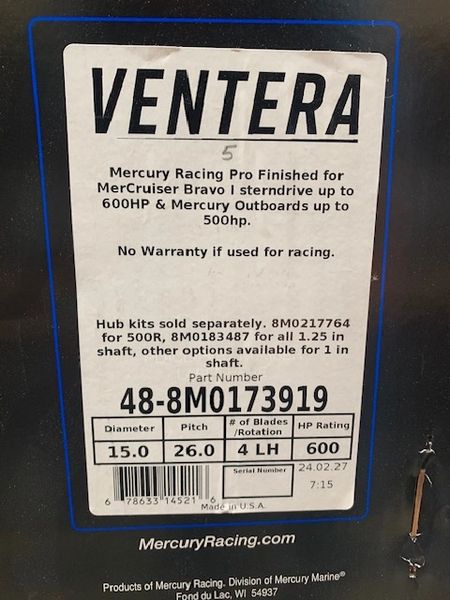 VENTERA
5
Mercury Racing Pro Finished for
MerCruiser Bravo I sterndrive up to
600HP & Mercury Outboards up to
500hp.
No Warranty if used for racing.
Hub kits sold separately. 8M0217764
for 500R, 8M0183487 for all 1.25 in
shaft, other options available for 1 in
shaft.
Part Number
48-8M0173919
Diameter Pitch # of Blades /Rotation HP Rating
15.0 26.0 4 LH 600
Serial Number 24.02.27
7:15
6 78633 14521 6
Made in U.S.A.
MercuryRacing.com
Products of Mercury Racing. Division of Mercury Marine®
Fond du Lac, WI 54937